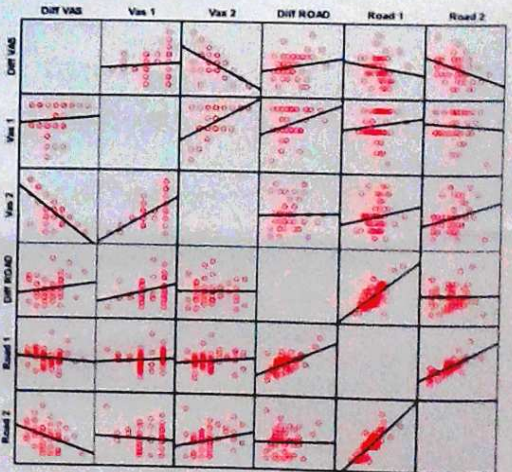 Diff VAS Vas 1 Vas 2 Diff ROAD Road 1 Road 2
Diff VAS
Vas 1
Vas 2
Diff ROAD
Road 1
Road 2